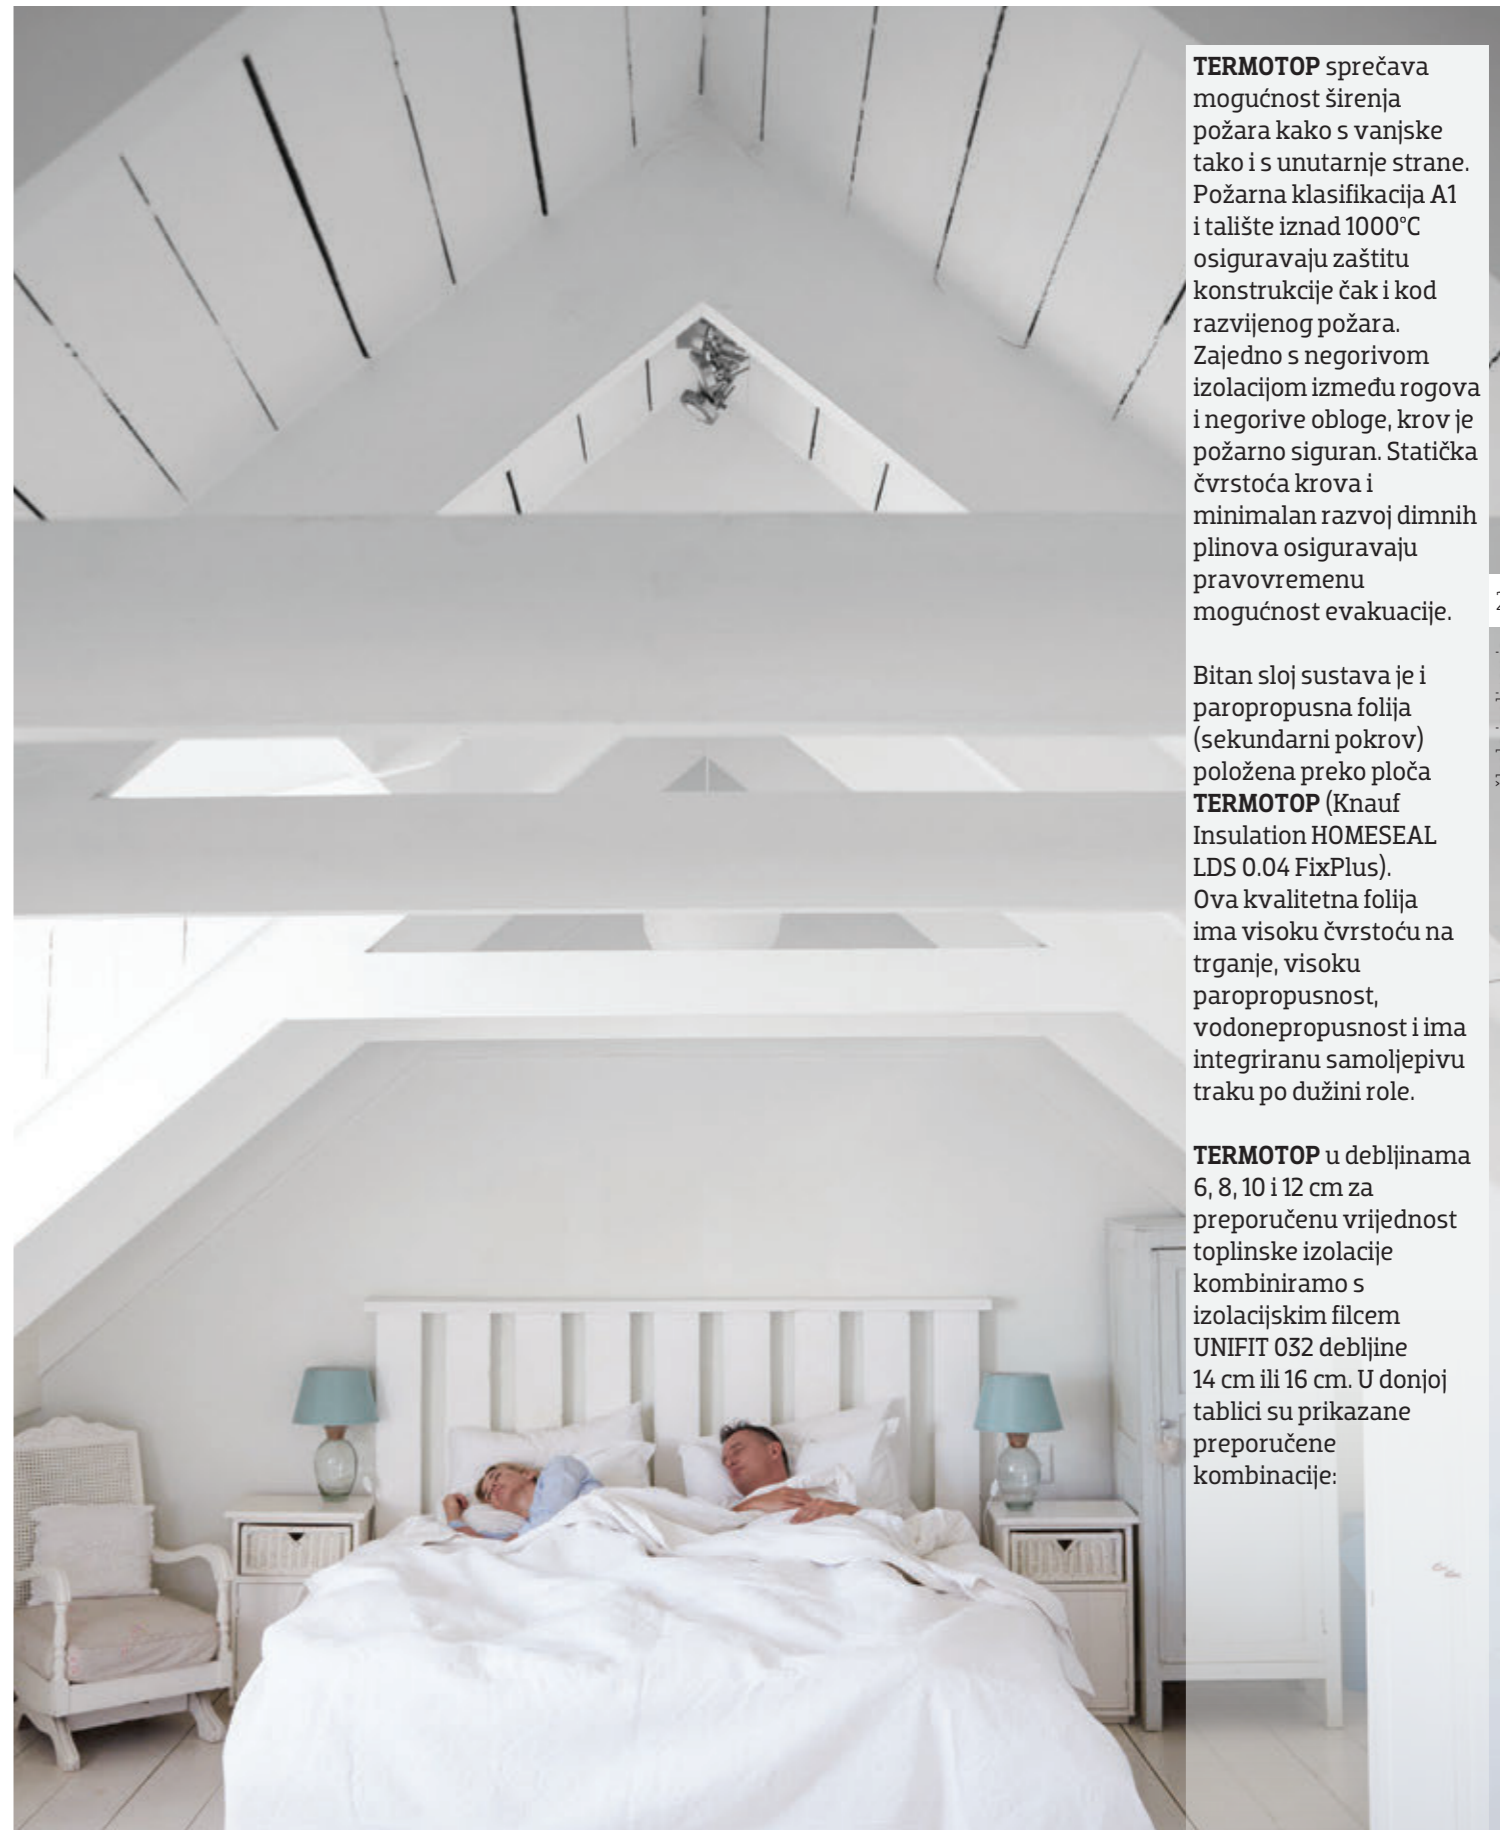 TERMOTOP sprečava
mogućnost širenja
požara kako s vanjske
tako i s unutarnje strane.
Požarna klasifikacija A1
i talište iznad 1000°C
osiguravaju zaštitu
konstrukcije čak i kod
razvijenog požara.
Zajedno s negorivom
izolacijom između rogova
i negorive obloge, krov je
požarno siguran. Statička
čvrstoća krova i
minimalan razvoj dimnih
plinova osiguravaju
pravovremenu
mogućnost evakuacije.
Bitan sloj sustava je i
paropropusna folija
(sekundarni pokrov)
položena preko ploča
TERMOTOP (Knauf
Insulation HOMESEAL
LDS 0.04 FixPlus).
Ova kvalitetna folija
ima visoku čvrstoću na
trganje, visoku
paropropusnost,
vodonepropusnost i ima
integriranu samoljepivu
traku po dužini role.
TERMOTOP u debljinama
6, 8, 10 i 12 cm za
preporučenu vrijednost
toplinske izolacije
kombiniramo s
izolacijskim filcem
UNIFIT 032 debljine
14 cm ili 16 cm. U donjoj
tablici su prikazane
preporučene
kombinacije: